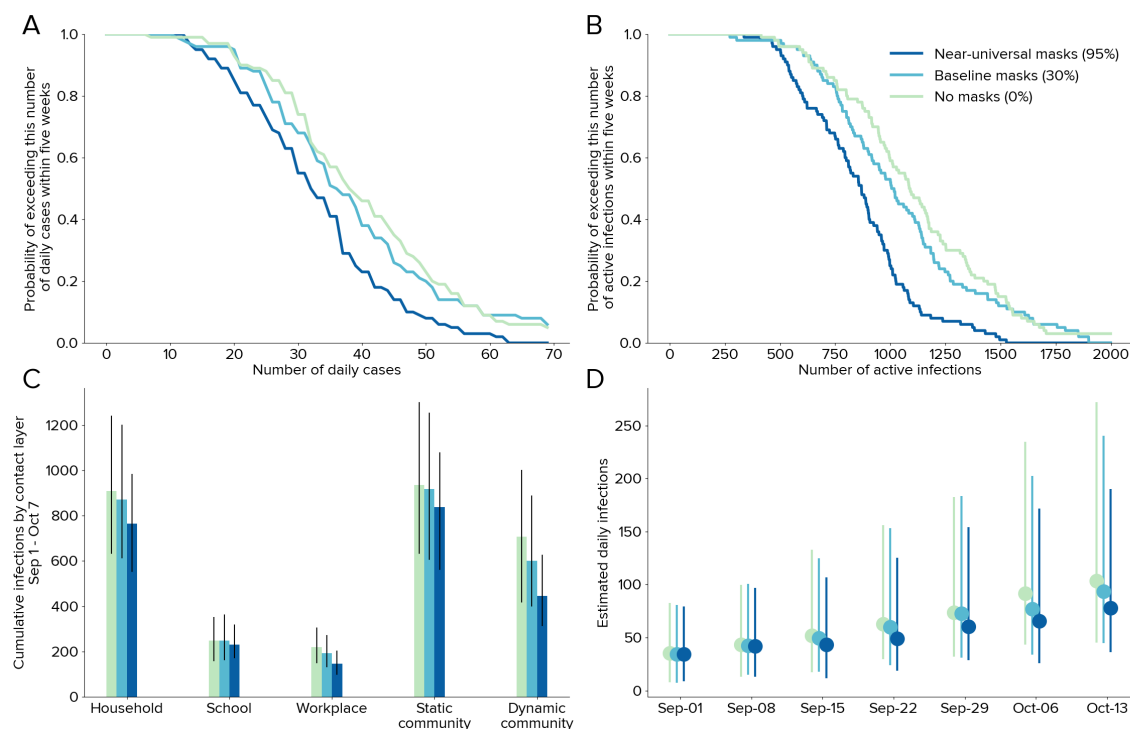 A
Probability of exceeding this number
of daily cases within five weeks
1.0
0.8
0.6
0.4
0.2
0.0
0
10
20
30
40
50
60
70
Number of daily cases
B
Probability of exceeding this number
of active infections within five weeks
1.0
0.8
0.6
0.4
0.2
0.0
Near-universal masks (95%)
Baseline masks (30%)
No masks (0%)
0
250
500
750
1000
1250
1500
1750
2000
Number of active infections
C
Cumulative infections by contact layer
Sep 1 - Oct 7
1200
1000
800
600
400
200
0
Household
School
Workplace
Static
community
Dynamic
community
D
Estimated daily infections
250
200
150
100
50
0
Sep-01
Sep-08
Sep-15
Sep-22
Sep-29
Oct-06
Oct-13